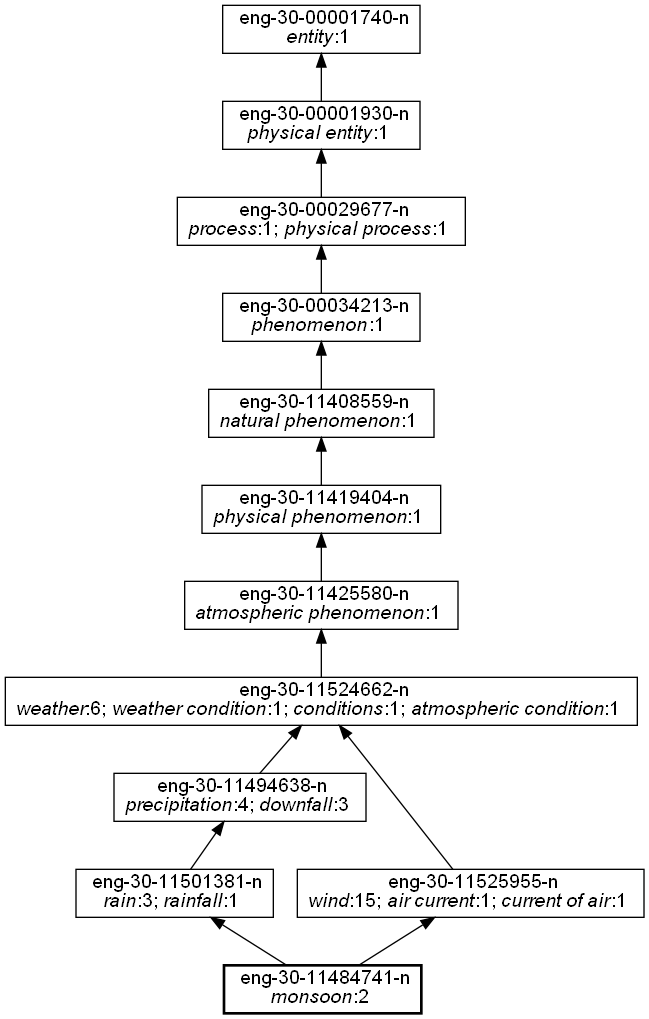 eng-30-00001740-n
entity:1
eng-30-00001930-n
physical entity:1
eng-30-00029677-n
process:1; physical process:1
eng-30-00034213-n
phenomenon:1
eng-30-11408559-n
natural phenomenon:1
eng-30-11419404-n
physical phenomenon:1
eng-30-11425580-n
atmospheric phenomenon:1
eng-30-11524662-n
weather:6; weather condition:1; conditions:1; atmospheric condition:1
eng-30-11494638-n
precipitation:4; downfall:3
eng-30-11501381-n
rain:3; rainfall:1
eng-30-11525955-n
wind:15; air current:1; current of air:1
eng-30-11484741-n
monsoon:2